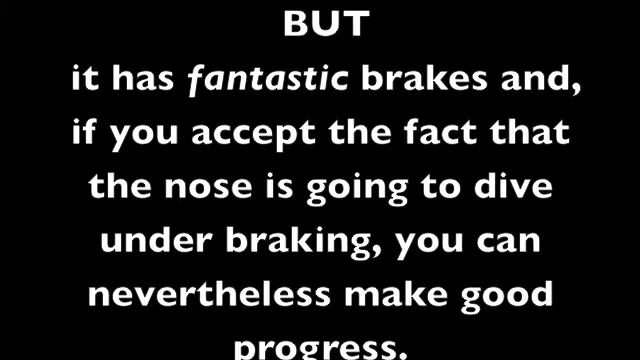 BUT
it has fantastic brakes and,
if you accept the fact that
the nose is going to dive
under braking, you can
nevertheless make good
progress.